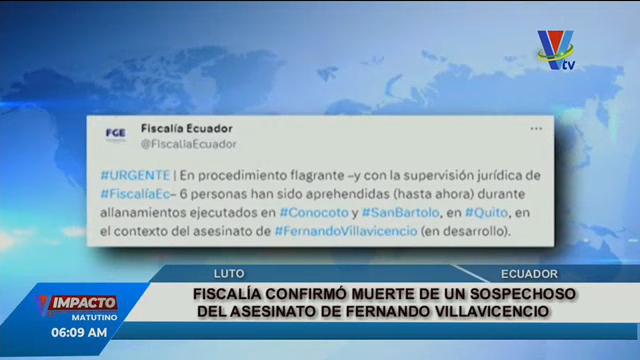 V
tv
FGE
Fiscalía Ecuador
@FiscaliaEcuador
#URGENTE | En procedimiento flagrante –y con la supervisión jurídica de
#FiscalíaEc– 6 personas han sido aprehendidas (hasta ahora) durante
allanamientos ejecutados en #Conocoto y #SanBartolo, en #Quito, en
el contexto del asesinato de #FernandoVillavicencio (en desarrollo).
LUTO
ECUADOR
FISCALÍA CONFIRMÓ MUERTE DE UN SOSPECHOSO
DEL ASESINATO DE FERNANDO VILLAVICENCIO
IMPACTO
MATUTINO
06:09 AM